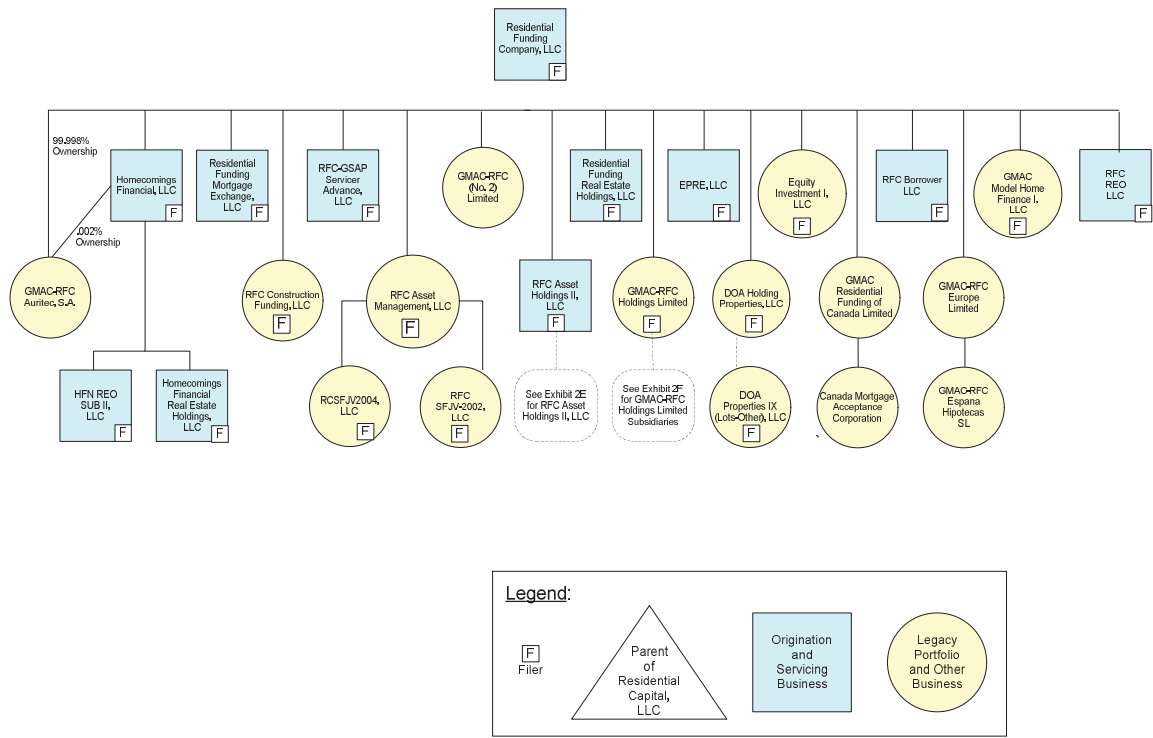 Residential
Funding
Company, LLC
F
99.998%
Ownership
Homecomings
Financial, LLC
F
Residential
Funding
Mortgage
Exchange,
LLC
F
RFC-GSAP
Servicer
Advance,
LLC
F
GMAC-RFC
(No. 2)
Limited
Residential
Funding
Real Estate
Holdings, LLC
F
EPRE, LLC
F
Equity
Investment I,
LLC
F
RFC Borrower
LLC
F
GMAC
Model Home
Finance I,
LLC
F
RFC
REO
LLC
F
.002%
Ownership
GMAC-RFC
Auritec, S.A.
RFC Construction
Funding, LLC
F
RFC Asset
Management, LLC
F
RFC Asset
Holdings II,
LLC
F
GMAC-RFC
Holdings Limited
F
DOA Holding
Properties, LLC
F
GMAC
Residential
Funding of
Canada Limited
GMAC-RFC
Europe
Limited
HFN REO
SUB II,
LLC
F
Homecomings
Financial
Real Estate
Holdings,
LLC
F
RCSFJV2004,
LLC
F
RFC
SFJV-2002,
LLC
F
See Exhibit 2E
for RFC Asset
Holdings II, LLC
See Exhibit 2F
for GMAC-RFC
Holdings Limited
Subsidiaries
DOA
Properties IX
(Lots-Other), LLC
F
Canada Mortgage
Acceptance
Corporation
GMAC-RFC
Espana
Hipotecas
SL
Legend:
F
Filer
Parent
of
Residential
Capital,
LLC
Origination
and
Servicing
Business
Legacy
Portfolio
and Other
Business